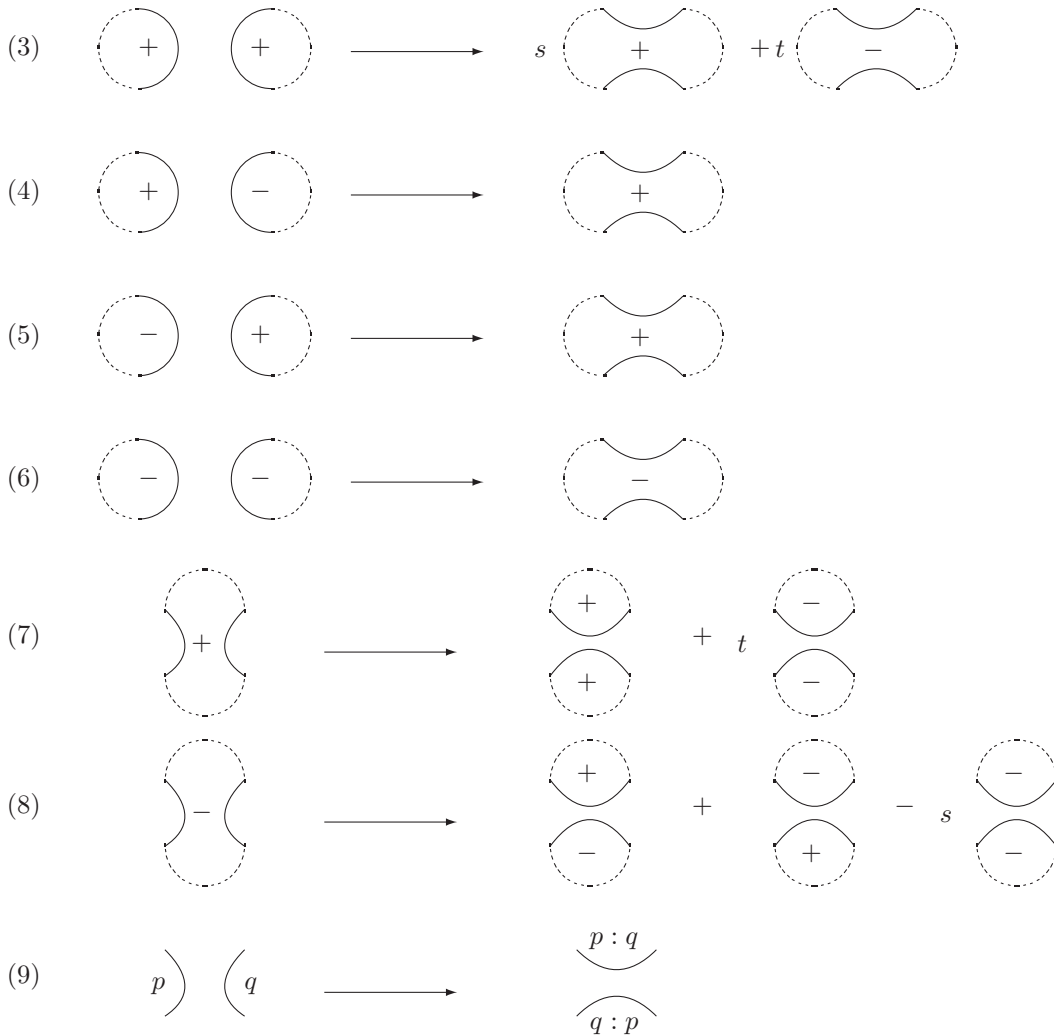 (3) + + s + + t −
(4) + − +
(5) − + +
(6) − − −
(7) + + + + t − −
(8) − + − + − + − s − −
(9) p q p : q q : p